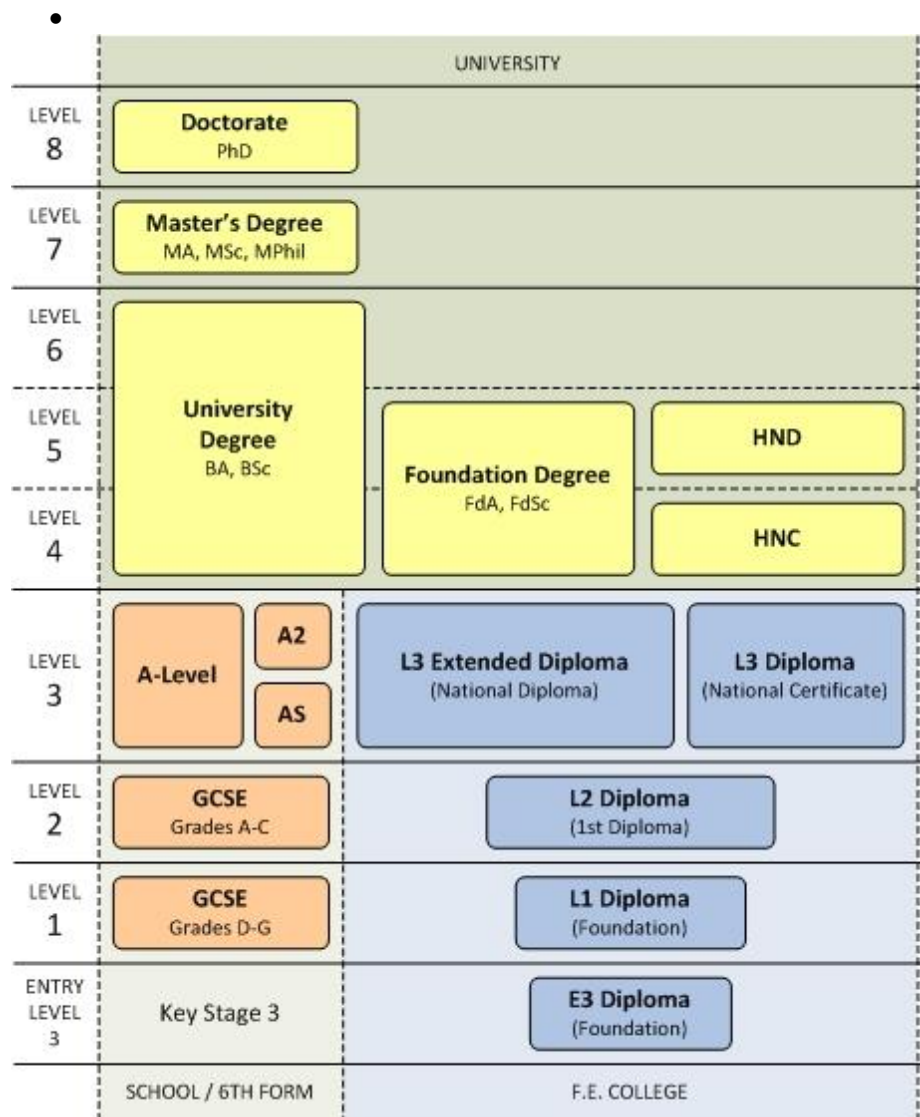 •
UNIVERSITY
LEVEL
8
Doctorate
PhD
LEVEL
7
Master's Degree
MA, MSc, MPhil
LEVEL
6
LEVEL
5
University
Degree
BA, BSc
Foundation Degree
FdA, FdSc
HND
LEVEL
4
HNC
LEVEL
3
A-Level
A2
AS
L3 Extended Diploma
(National Diploma)
L3 Diploma
(National Certificate)
LEVEL
2
GCSE
Grades A-C
L2 Diploma
(1st Diploma)
LEVEL
1
GCSE
Grades D-G
L1 Diploma
(Foundation)
ENTRY
LEVEL
3
Key Stage 3
E3 Diploma
(Foundation)
SCHOOL / 6TH FORM
F.E. COLLEGE